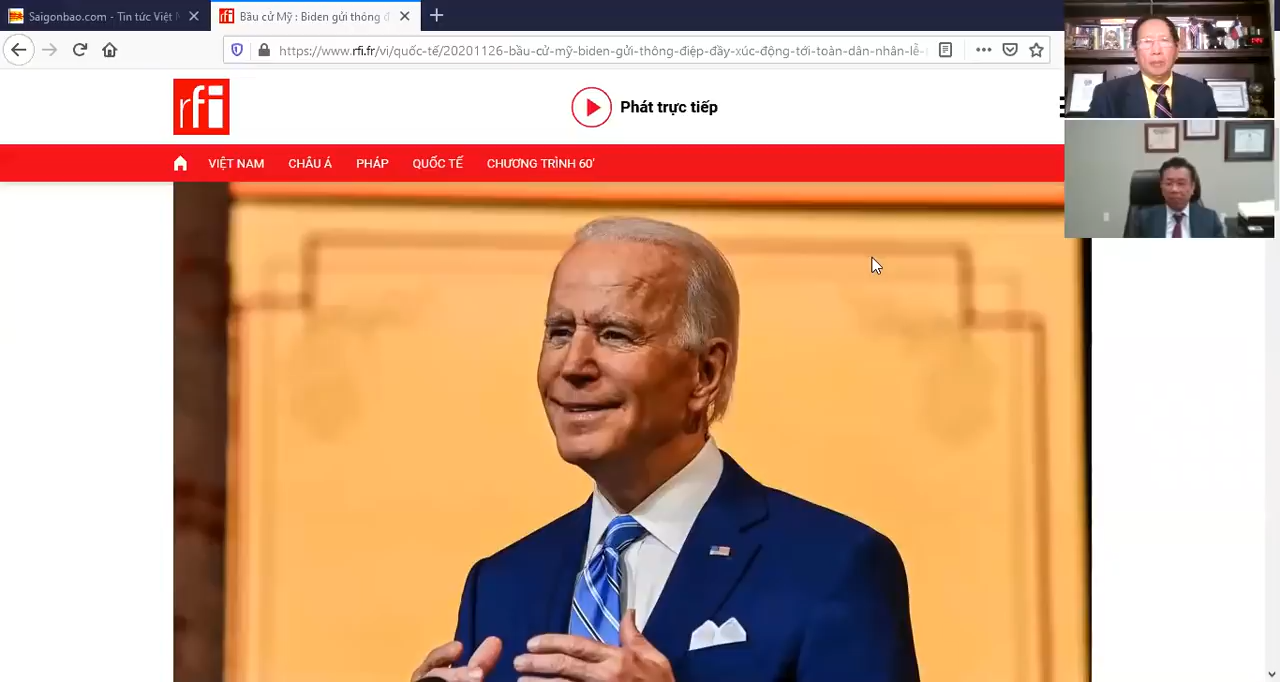 Saigonbao.com - Tin tức Việt N
Bầu cử Mỹ : Biden gửi thông đ
https://www.rfi.fr/vi/quốc-tế/20201126-bầu-cử-mỹ-biden-gửi-thông-điệp-đầy-xúc-động-tới-toàn-dân-nhân-lễ-
rfi
Phát trực tiếp
VIỆT NAM CHÂU Á PHÁP QUỐC TẾ CHƯƠNG TRÌNH 60'